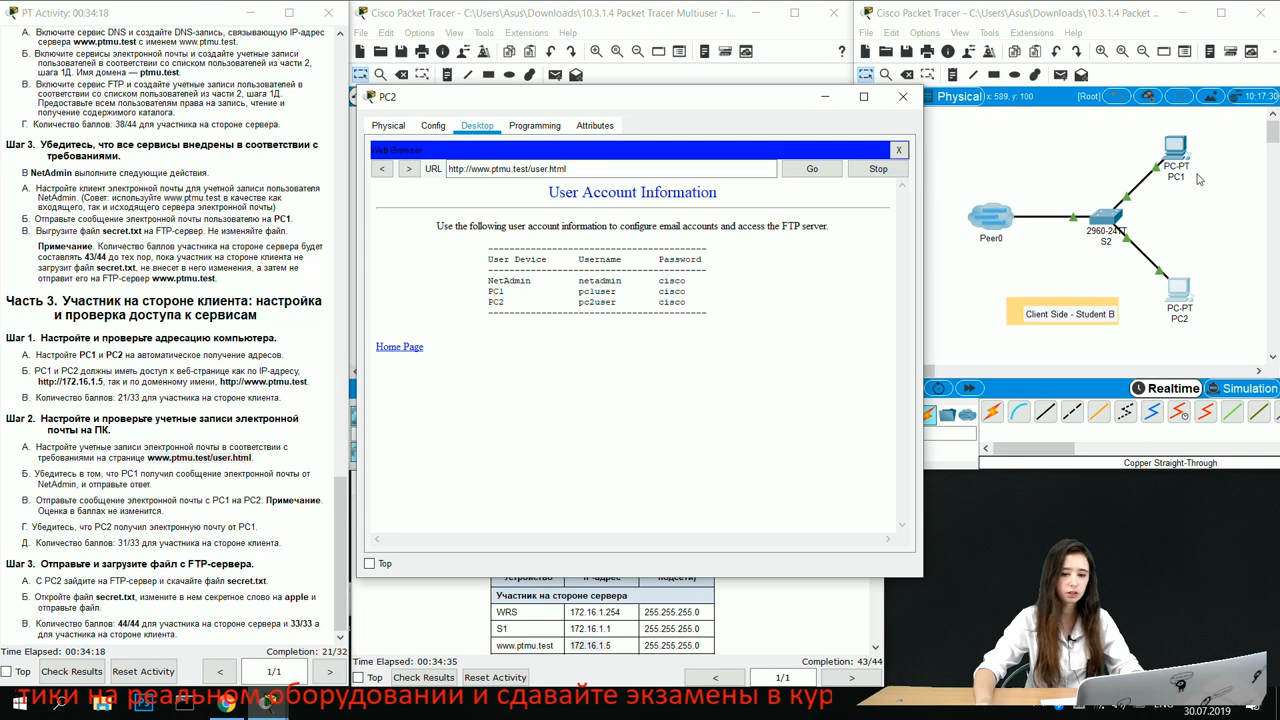 PT Activity: 00:34:18
А. Включите сервис DNS и создайте DNS-запись, связывающую IP-адрес
сервера www.ptmu.test с именем www.ptmu.test.
Б. Включите сервисы электронной почты и создайте учетные записи
пользователей в соответствии со списком пользователей из части 2,
шага 1Д. Имя домена — ptmu.test.
В. Включите сервис FTP и создайте учетные записи пользователей в
соответствии со списком пользователей из части 2, шага 1Д.
Предоставьте всем пользователям права на запись, чтение и
получение содержимого каталога.
Г. Количество баллов: 38/44 для участника на стороне сервера.
Шаг 3. Убедитесь, что все сервисы внедрены в соответствии с
требованиями.
В NetAdmin выполните следующие действия.
А. Настройте клиент электронной почты для учетной записи пользователя
NetAdmin. (Совет: используйте www.ptmu.test в качестве как
входящего, так и исходящего сервера электронной почты)
Б. Отправьте сообщение электронной почты пользователю на PC1.
В. Выгрузите файл secret.txt на FTP-сервер. Не изменяйте файл.
Примечание. Количество баллов участника на стороне сервера будет
составлять 43/44 до тех пор, пока участник на стороне клиента не
загрузит файл secret.txt, не внесет в него изменения, а затем не
отправит его на FTP-сервер www.ptmu.test.
Часть 3. Участник на стороне клиента: настройка
и проверка доступа к сервисам
Шаг 1. Настройте и проверьте адресацию компьютера.
А. Настройте PC1 и PC2 на автоматическое получение адресов.
Б. PC1 и PC2 должны иметь доступ к веб-странице как по IP-адресу,
http://172.16.1.5, так и по доменному имени, http://www.ptmu.test.
В. Количество баллов: 21/33 для участника на стороне клиента.
Шаг 2. Настройте и проверьте учетные записи электронной
почты на ПК.
А. Настройте учетные записи электронной почты в соответствии с
требованиями на странице www.ptmu.test/user.html.
Б. Убедитесь в том, что PC1 получил сообщение электронной почты от
NetAdmin, и отправьте ответ.
В. Отправьте сообщение электронной почты с PC1 на PC2. Примечание.
Оценка в баллах не изменится.
Г. Убедитесь, что PC2 получил электронную почту от PC1.
Д. Количество баллов: 31/33 для участника на стороне клиента.
Шаг 3. Отправьте и загрузите файл с FTP-сервера.
А. С PC2 зайдите на FTP-сервер и скачайте файл secret.txt.
Б. Откройте файл secret.txt, измените в нем секретное слово на apple и
отправьте файл.
В. Количество баллов: 44/44 для участника на стороне сервера и 33/33 а
для участника на стороне клиента.
Time Elapsed: 00:34:18 Completion: 21/32
Top Check Results Reset Activity < 1/1 >
Cisco Packet Tracer - C:\Users\Asus\Downloads\10.3.1.4 Packet Tracer Multiuser - I...
File Edit Options View Tools Extensions Help
PC2
Physical Config Desktop Programming Attributes
Web Browser X
< > URL http://www.ptmu.test/user.html Go Stop
User Account Information
Use the following user account information to configure email accounts and access the FTP server.
User Device Username Password
NetAdmin netadmin cisco
PC1 pc1user cisco
PC2 pc2user cisco
Home Page
Top
Участник на стороне сервера
WRS 172.16.1.254 255.255.255.0
S1 172.16.1.1 255.255.255.0
www.ptmu.test 172.16.1.5 255.255.255.0
Time Elapsed: 00:34:35 Completion: 43/44
Top Check Results Reset Activity < 1/1 >
Cisco Packet Tracer - C:\Users\Asus\Downloads\10.3.1.4 Packet ...
File Edit Options View Tools Extensions Help
Physical x: 589, y: 100 [Root] 10:17:30
PC-PT
PC1
Peer0
2960-24TT
S2
PC-PT
PC2
Client Side - Student B
Realtime Simulation
Copper Straight-Through
тики на реальном оборудовании и сдавайте экзамены в кур
30.07.2019